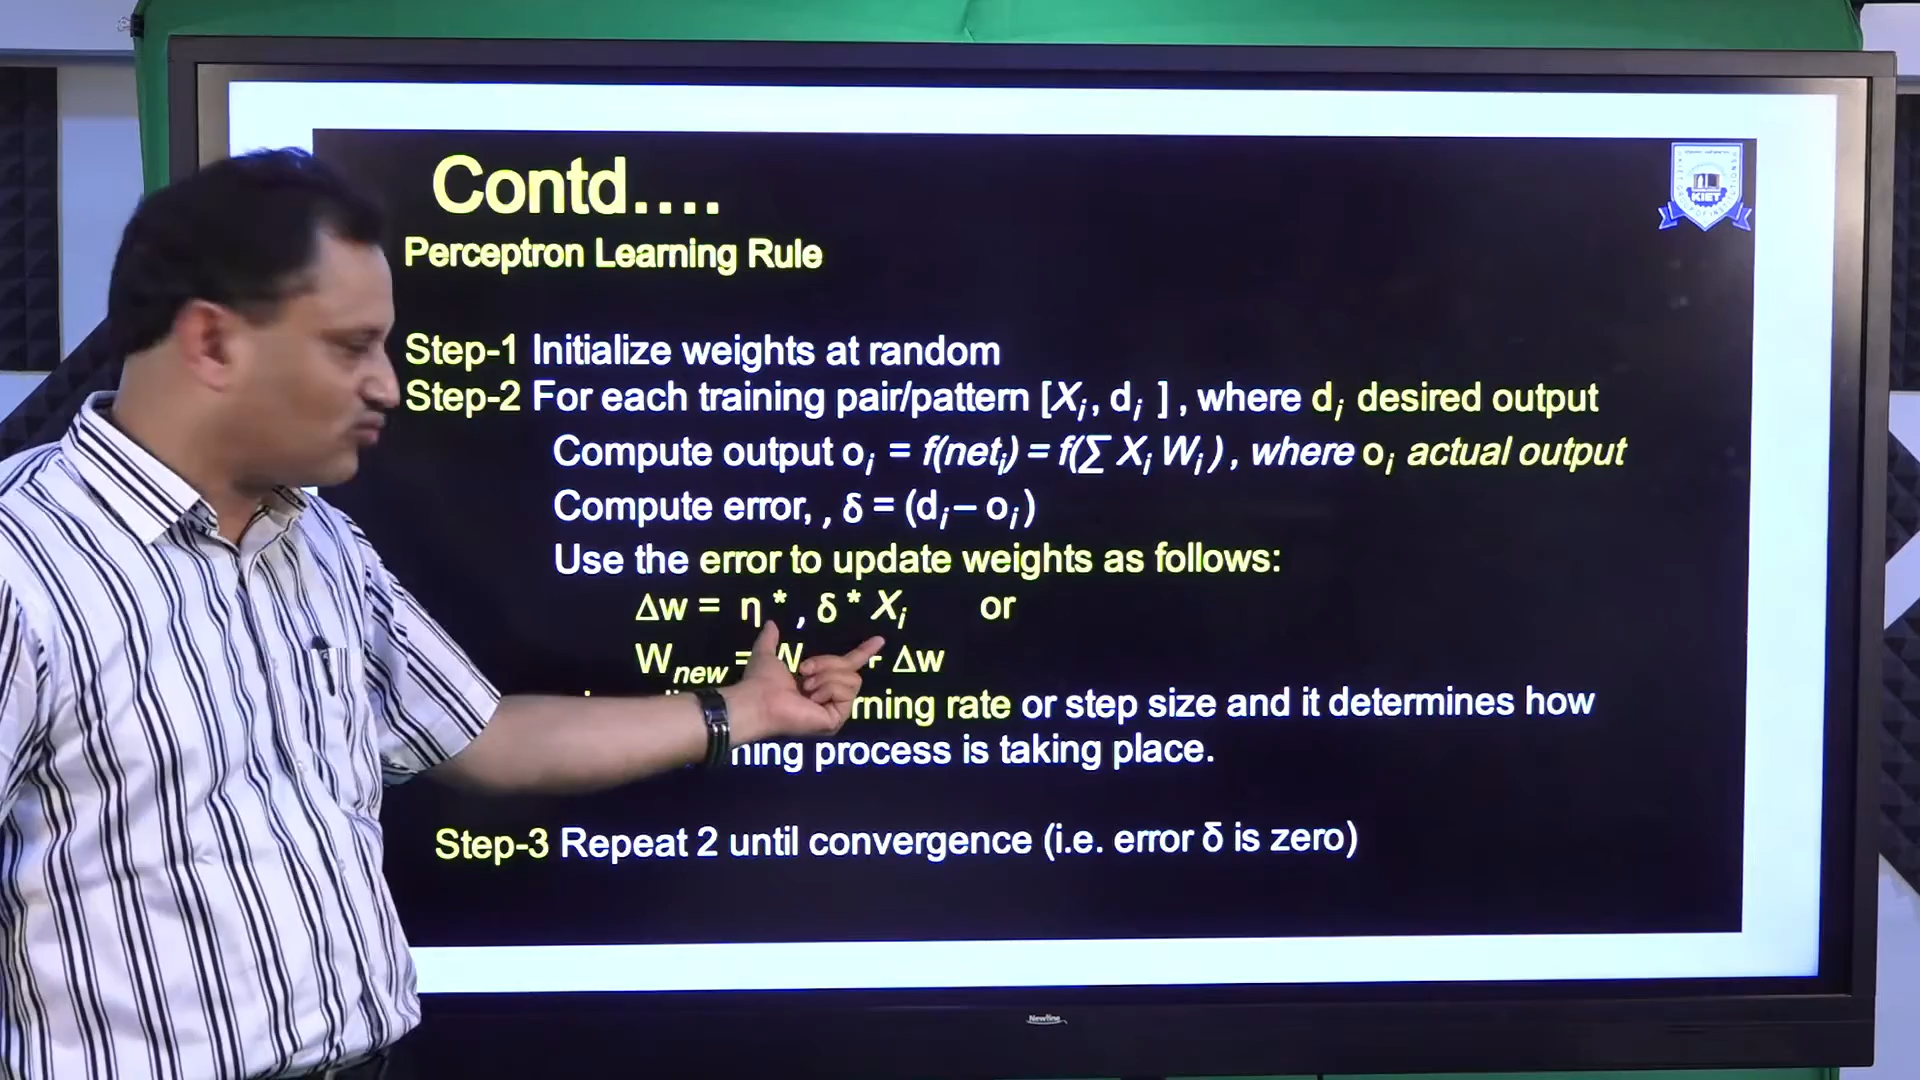 Contd....
Perceptron Learning Rule
Step-1 Initialize weights at random
Step-2 For each training pair/pattern [Xi, di ] , where di desired output
Compute output oi = f(neti) = f(∑ Xi Wi ) , where oi actual output
Compute error, , δ = (di – oi)
Use the error to update weights as follows:
Δw = η * , δ * Xi or
Wnew = W + Δw
rning rate or step size and it determines how
ning process is taking place.
Step-3 Repeat 2 until convergence (i.e. error δ is zero)
KIET
Newline